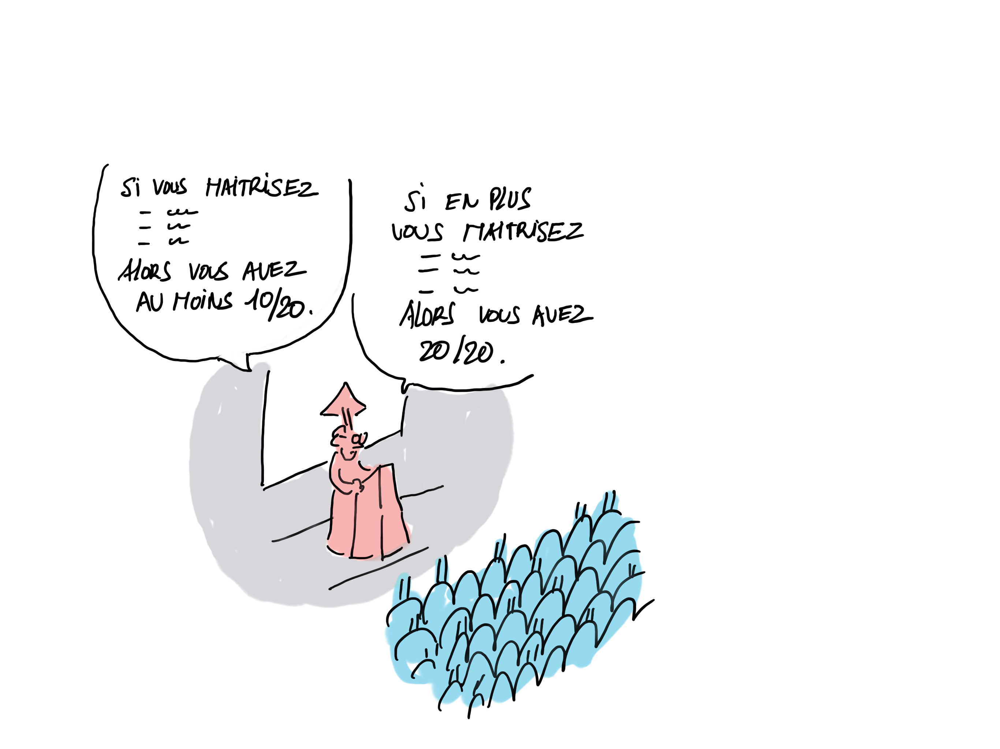 Si VOUS MAiTRiSEZ
ALORS VOUS AVEZ
AU MOiNS 10/20.
Si EN PLUS
VOUS MAITRiSEZ
ALORS VOUS AVEZ
20/20.